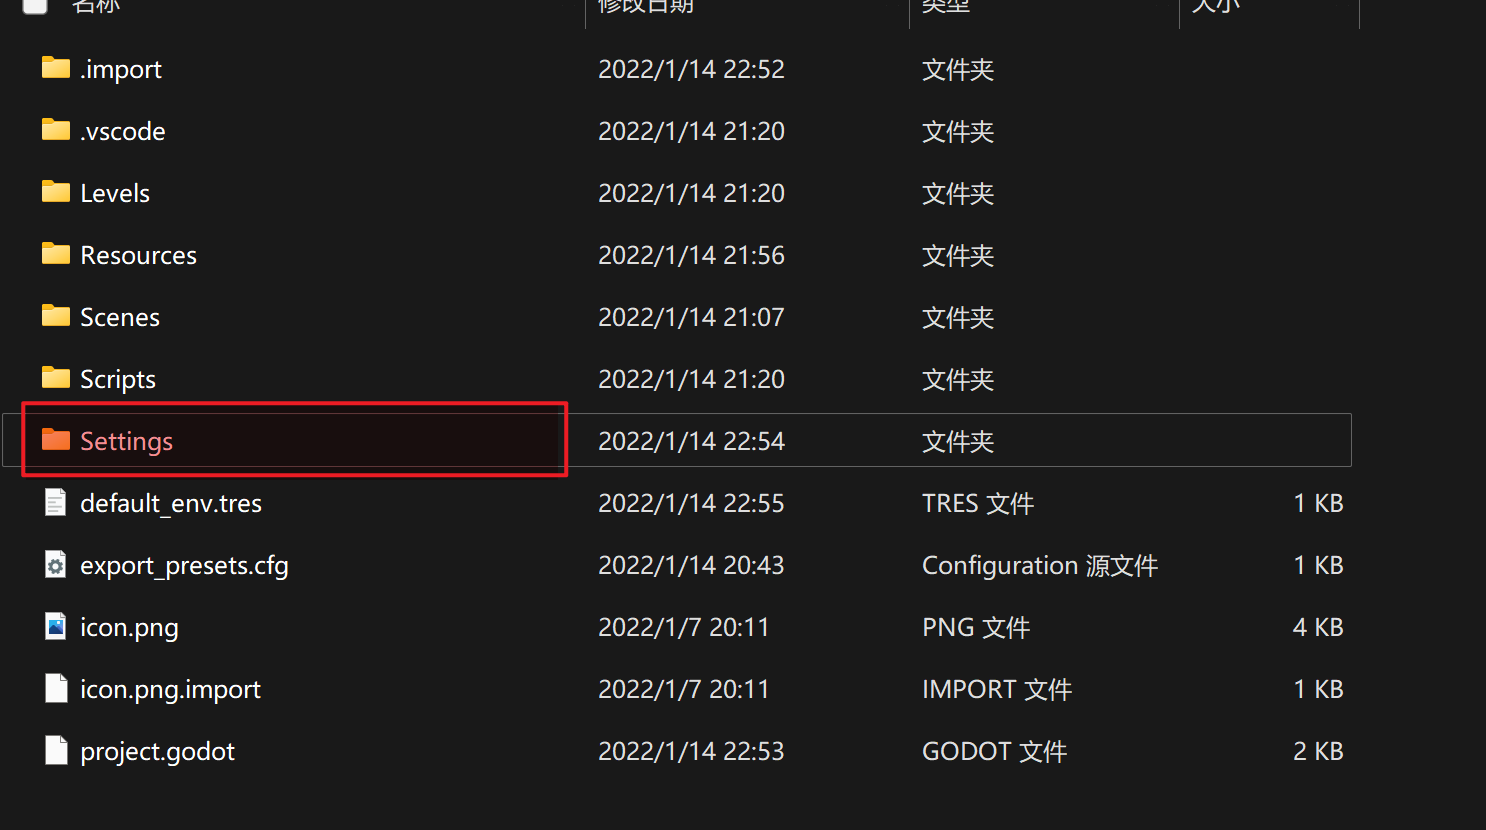 名称 修改日期 类型 大小
.import 2022/1/14 22:52 文件夹
.vscode 2022/1/14 21:20 文件夹
Levels 2022/1/14 21:20 文件夹
Resources 2022/1/14 21:56 文件夹
Scenes 2022/1/14 21:07 文件夹
Scripts 2022/1/14 21:20 文件夹
Settings 2022/1/14 22:54 文件夹
default_env.tres 2022/1/14 22:55 TRES 文件 1 KB
export_presets.cfg 2022/1/14 20:43 Configuration 源文件 1 KB
icon.png 2022/1/7 20:11 PNG 文件 4 KB
icon.png.import 2022/1/7 20:11 IMPORT 文件 1 KB
project.godot 2022/1/14 22:53 GODOT 文件 2 KB